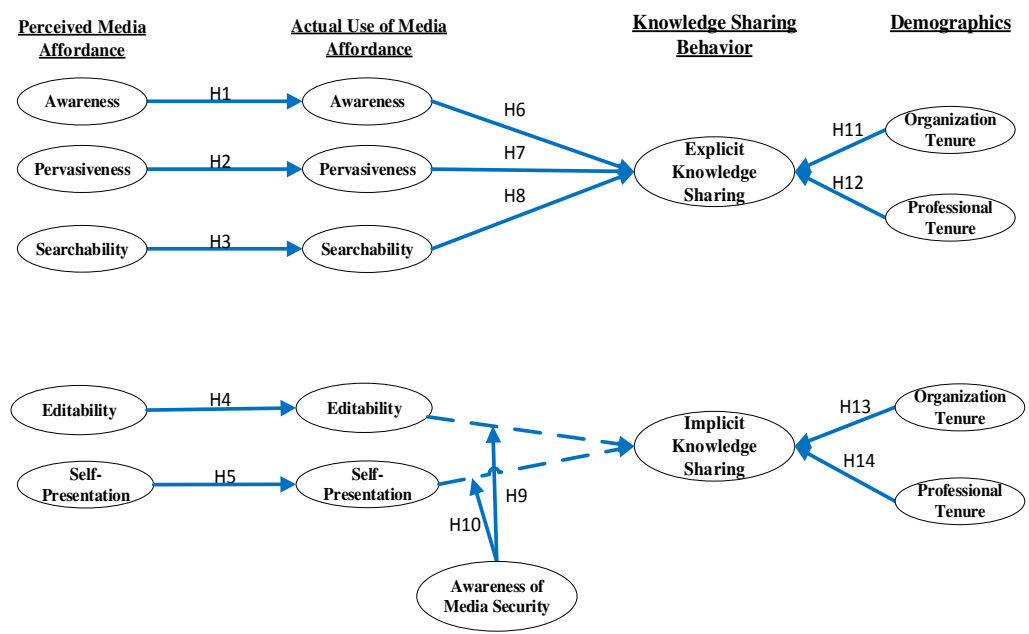 Perceived Media
Affordance
Actual Use of Media
Affordance
Knowledge Sharing
Behavior
Demographics
Awareness
H1
Awareness
H6
Pervasiveness
H2
Pervasiveness
H7
Searchability
H3
Searchability
H8
Explicit
Knowledge
Sharing
H11
Organization
Tenure
H12
Professional
Tenure
Editability
H4
Editability
Self-
Presentation
H5
Self-
Presentation
H9
H10
Awareness of
Media Security
Implicit
Knowledge
Sharing
H13
Organization
Tenure
H14
Professional
Tenure